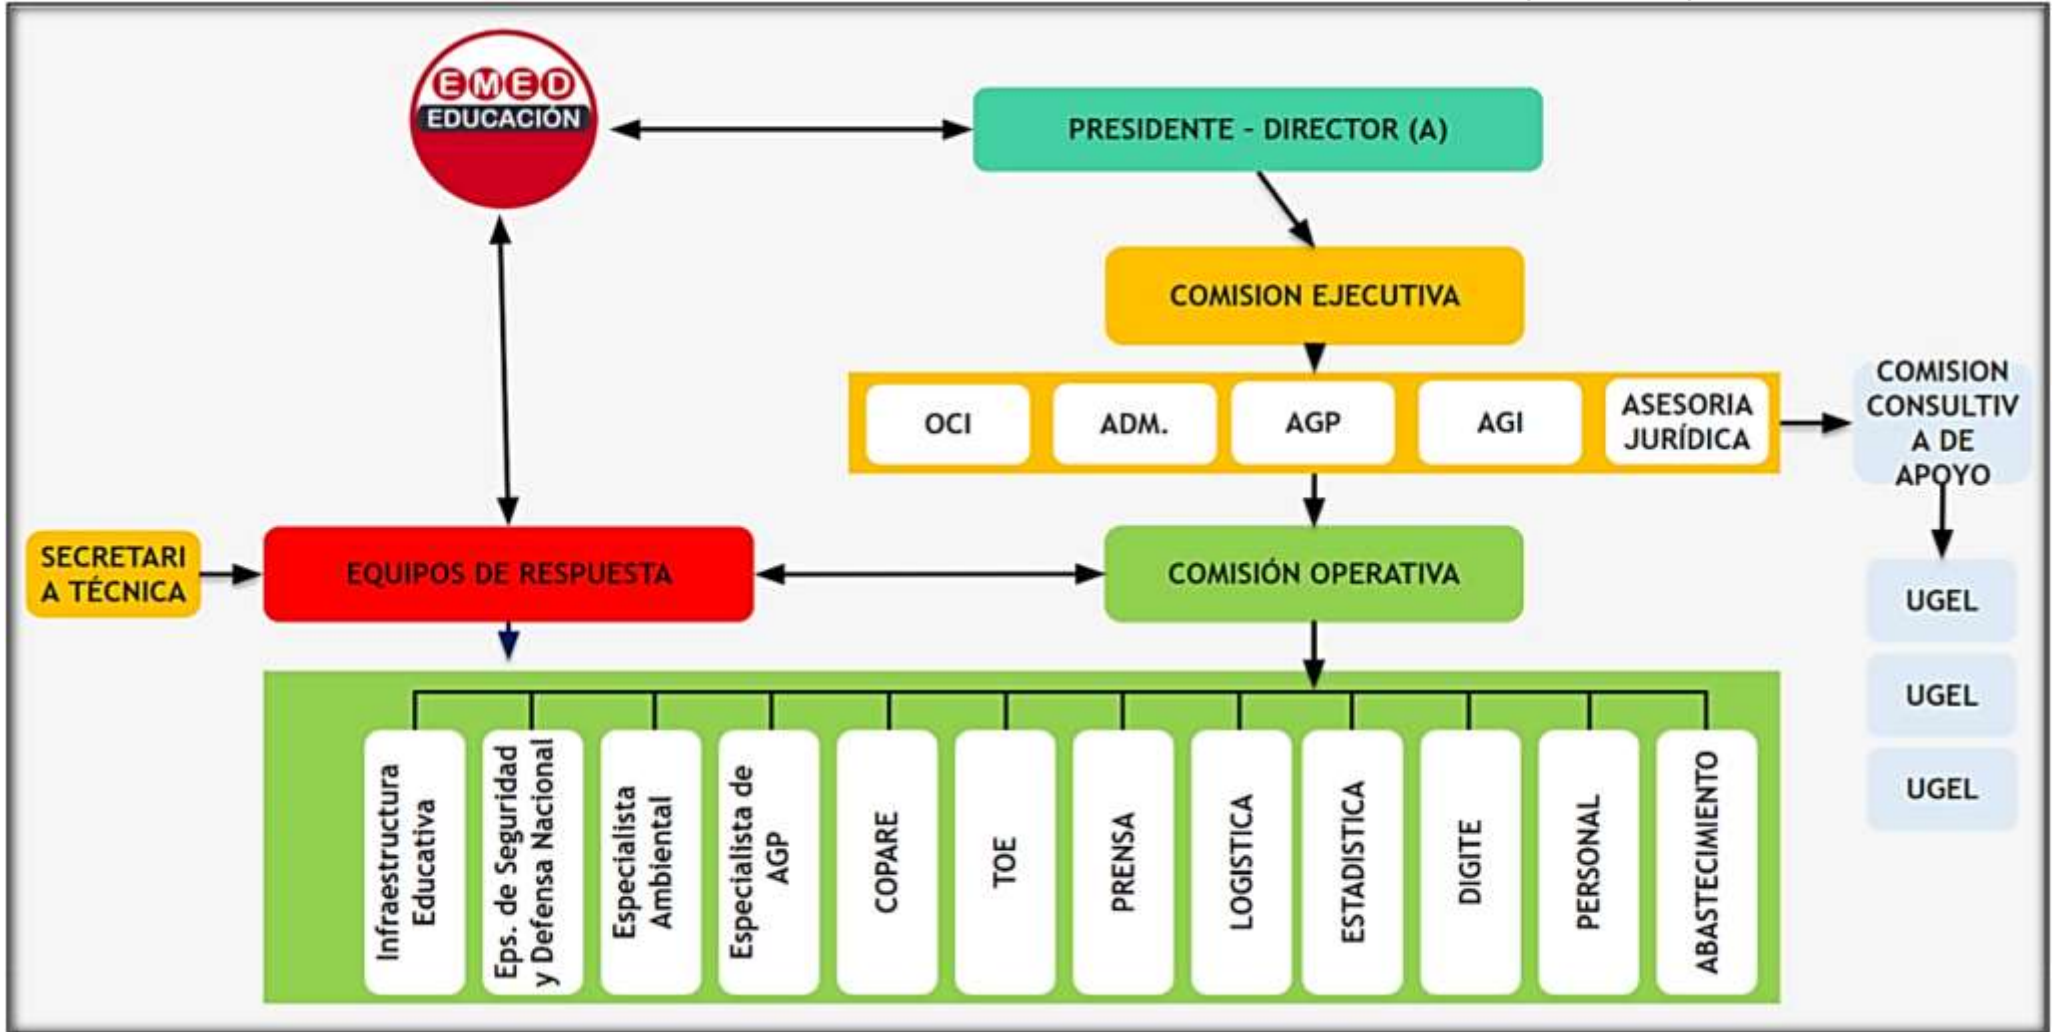 EMED
EDUCACIÓN
PRESIDENTE - DIRECTOR (A)
COMISION EJECUTIVA
OCI
ADM.
AGP
AGI
ASESORIA
JURÍDICA
COMISION
CONSULTIV
A DE
APOYO
SECRETARI
A TÉCNICA
EQUIPOS DE RESPUESTA
COMISIÓN OPERATIVA
UGEL
UGEL
UGEL
Infraestructura
Educativa
Eps. de Seguridad
y Defensa Nacional
Especialista
Ambiental
Especialista de
AGP
COPARE
TOE
PRENSA
LOGISTICA
ESTADISTICA
DIGITE
PERSONAL
ABASTECIMIENTO